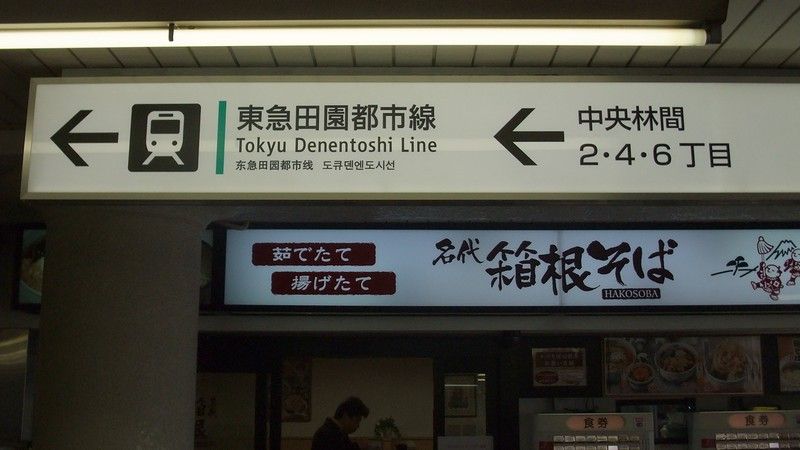 東急田園都市線
Tokyu Denentoshi Line
东急田园都市线 도큐덴엔도시선
中央林間
2・4・6丁目
茹でたて
揚げたて
名代 箱根そば
HAKOSOBA
食券
食券